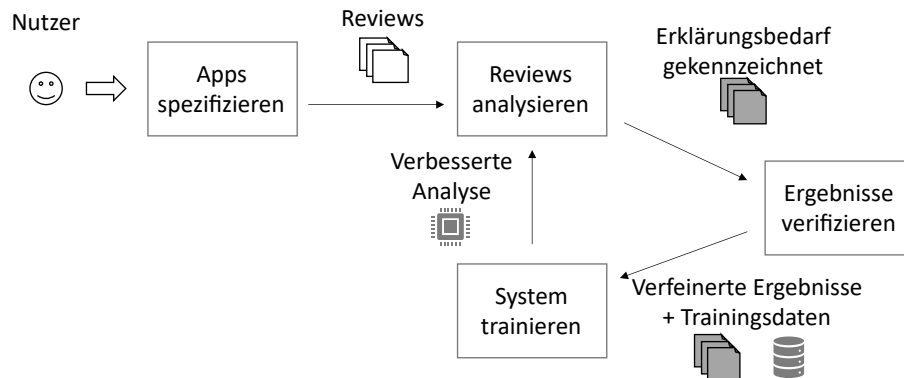 Nutzer
Apps
spezifizieren
Reviews
Reviews
analysieren
Erklärungsbedarf
gekennzeichnet
Verbesserte
Analyse
Ergebnisse
verifizieren
System
trainieren
Verfeinerte Ergebnisse
+ Trainingsdaten